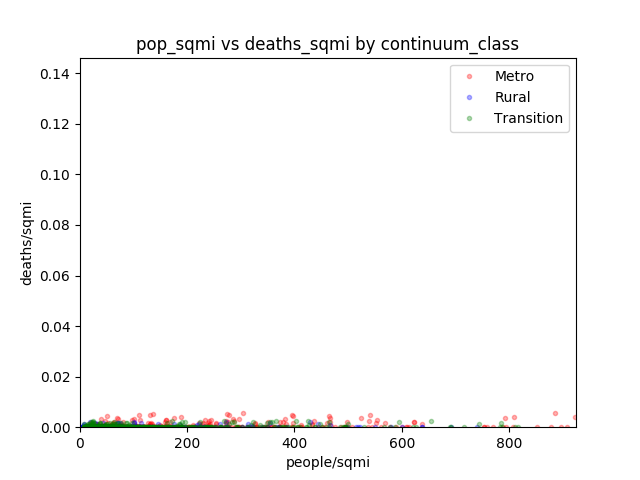 pop_sqmi vs deaths_sqmi by continuum_class
Metro
Rural
Transition
0.14
0.12
0.10
0.08
0.06
0.04
0.02
0.00
deaths/sqmi
0
200
400
600
800
people/sqmi